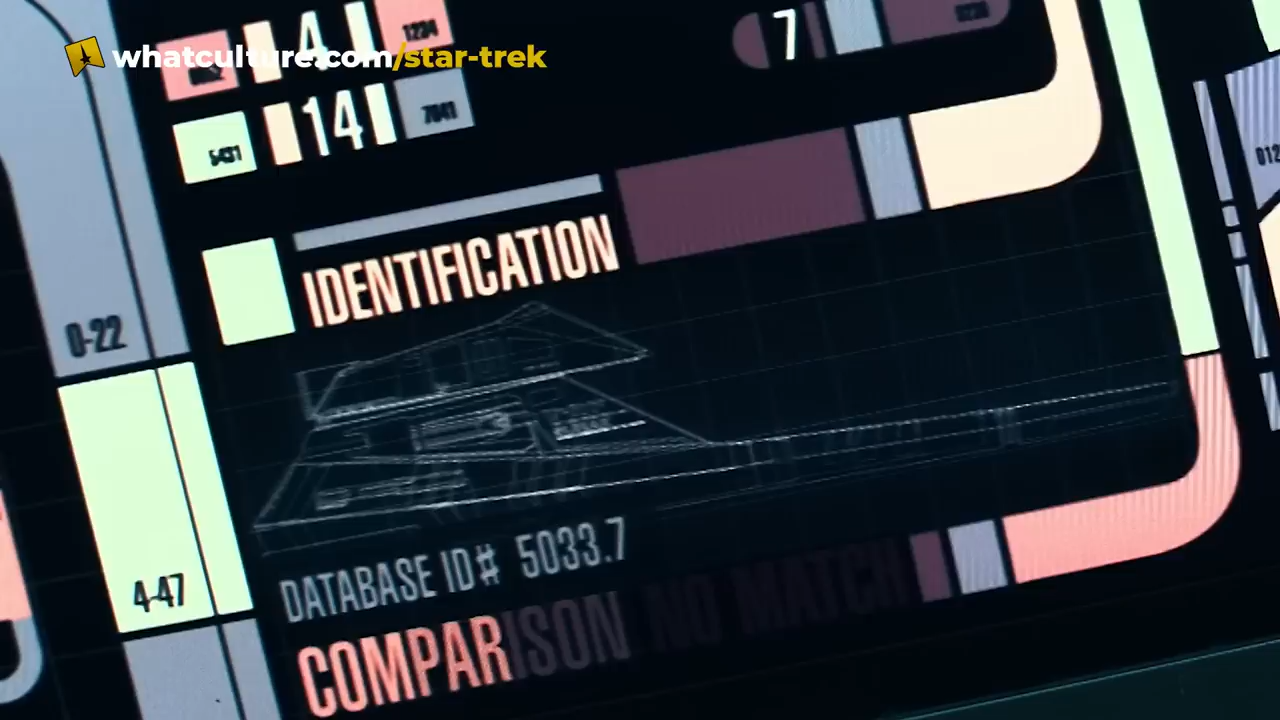 whatculture.com/star-trek
4 1234
7
5431 14 7041
IDENTIFICATION
0-22
4-47
DATABASE ID# 5033.7
COMPARISON NO MATCH